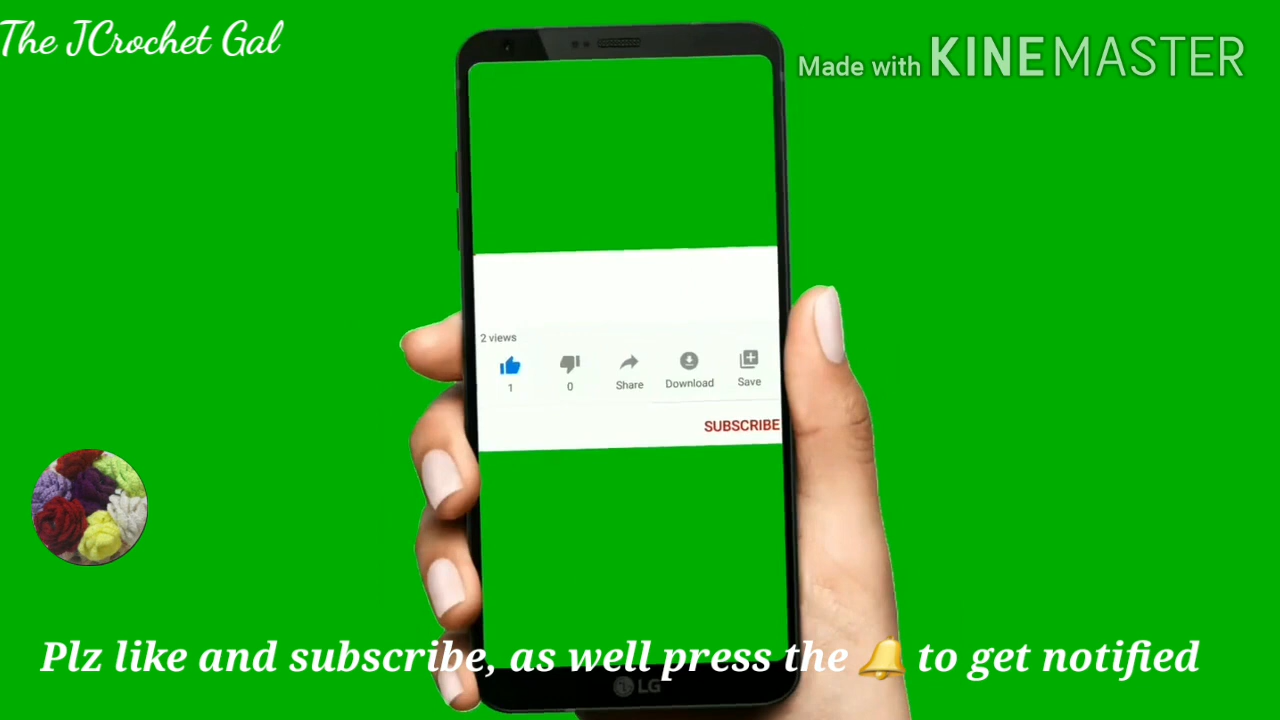 The JCrochet Gal
Made with KINEMASTER
2 views
1
0
Share
Download
Save
SUBSCRIBE
Plz like and subscribe, as well press the 🔔 to get notified
LG